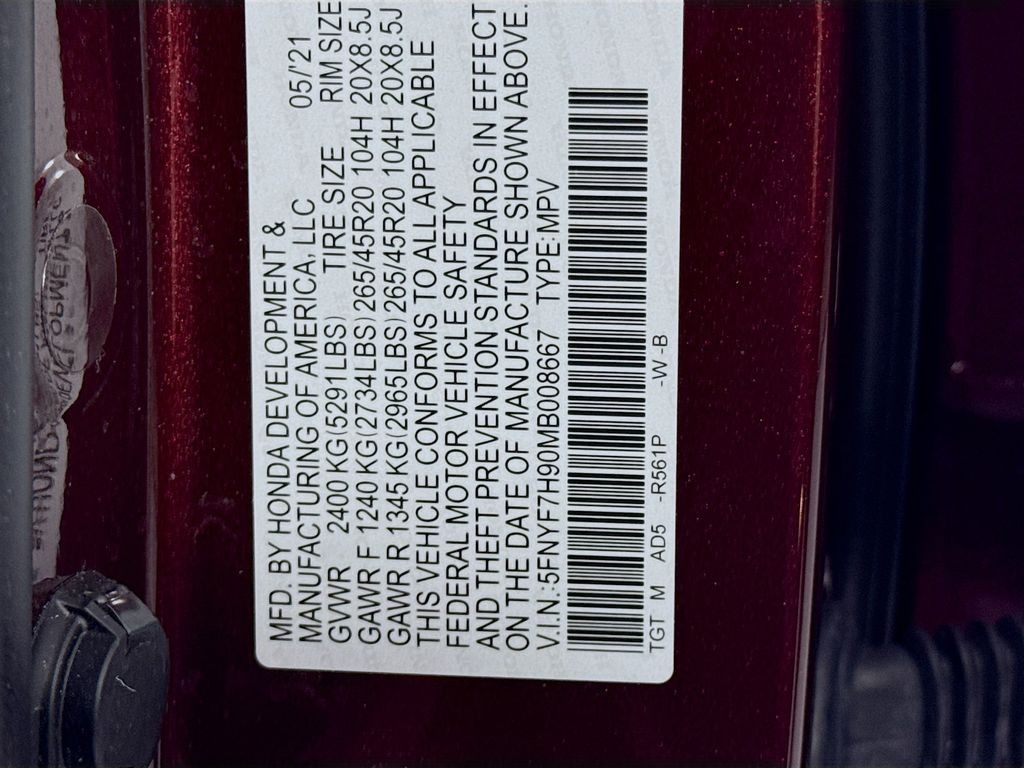 MFD. BY HONDA DEVELOPMENT &
MANUFACTURING OF AMERICA, LLC 05/'21
GVWR 2400 KG(5291LBS) TIRE SIZE RIM SIZE
GAWR F 1240 KG(2734LBS) 265/45R20 104H 20X8.5J
GAWR R 1345 KG(2965LBS) 265/45R20 104H 20X8.5J
THIS VEHICLE CONFORMS TO ALL APPLICABLE
FEDERAL MOTOR VEHICLE SAFETY
AND THEFT PREVENTION STANDARDS IN EFFECT
ON THE DATE OF MANUFACTURE SHOWN ABOVE.
V.I.N.:5FNYF7H90MB008667 TYPE:MPV
TGT M AD5 -R561P -W-B